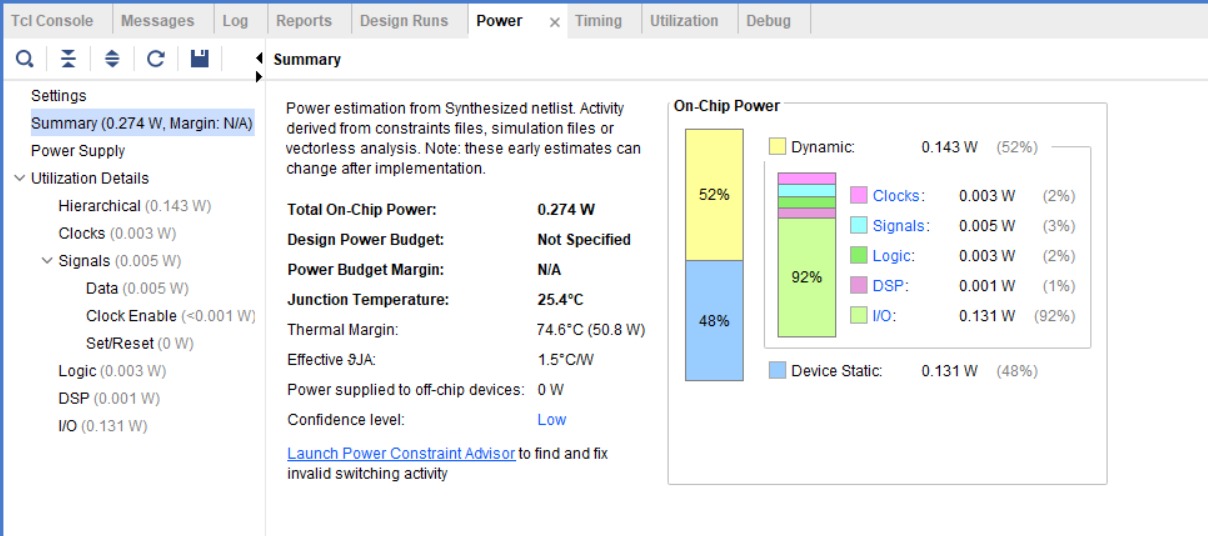 Tcl Console Messages Log Reports Design Runs Power × Timing Utilization Debug
Summary
Settings
Summary (0.274 W, Margin: N/A)
Power Supply
Utilization Details
Hierarchical (0.143 W)
Clocks (0.003 W)
Signals (0.005 W)
Data (0.005 W)
Clock Enable (<0.001 W)
Set/Reset (0 W)
Logic (0.003 W)
DSP (0.001 W)
I/O (0.131 W)
Power estimation from Synthesized netlist. Activity
derived from constraints files, simulation files or
vectorless analysis. Note: these early estimates can
change after implementation.
Total On-Chip Power: 0.274 W
Design Power Budget: Not Specified
Power Budget Margin: N/A
Junction Temperature: 25.4°C
Thermal Margin: 74.6°C (50.8 W)
Effective ϑJA: 1.5°C/W
Power supplied to off-chip devices: 0 W
Confidence level: Low
Launch Power Constraint Advisor to find and fix
invalid switching activity
On-Chip Power
52%
48%
Dynamic: 0.143 W (52%)
92%
Clocks: 0.003 W (2%)
Signals: 0.005 W (3%)
Logic: 0.003 W (2%)
DSP: 0.001 W (1%)
I/O: 0.131 W (92%)
Device Static: 0.131 W (48%)